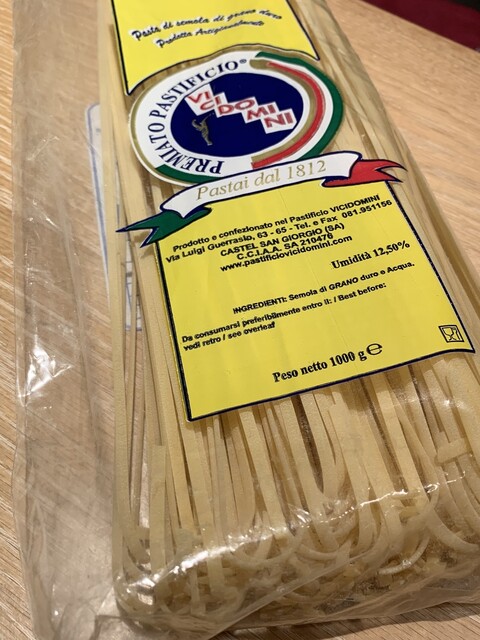 Pasta di semola di grano duro
Prodotta Artigianalmente
PREMIATO PASTIFICIO®
VICIDOMINI
Pastai dal 1812
Prodotto e confezionato nel Pastificio VICIDOMINI
Via Luigi Guerrasio, 63 - 65 - Tel. e Fax 081.951156
CASTEL SAN GIORGIO (SA)
C.C.I.A.A. SA 210476
www.pastificiovicidomini.com
Umidità 12,50%
INGREDIENTI: Semola di GRANO duro e Acqua.
Da consumarsi preferibilmente entro il: / Best before:
vedi retro / see overleaf
Peso netto 1000 g ℮